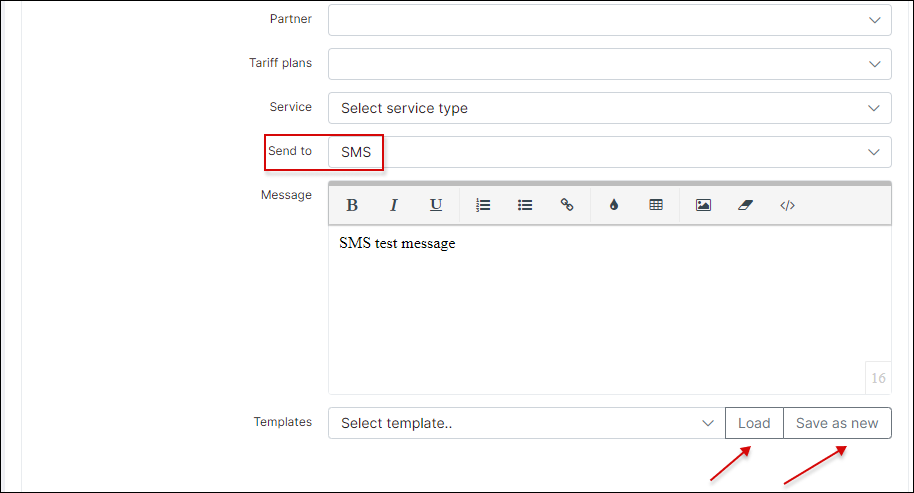 Partner
Tariff plans
Service Select service type
Send to SMS
Message
B I U
SMS test message
16
Templates Select template.. Load Save as new